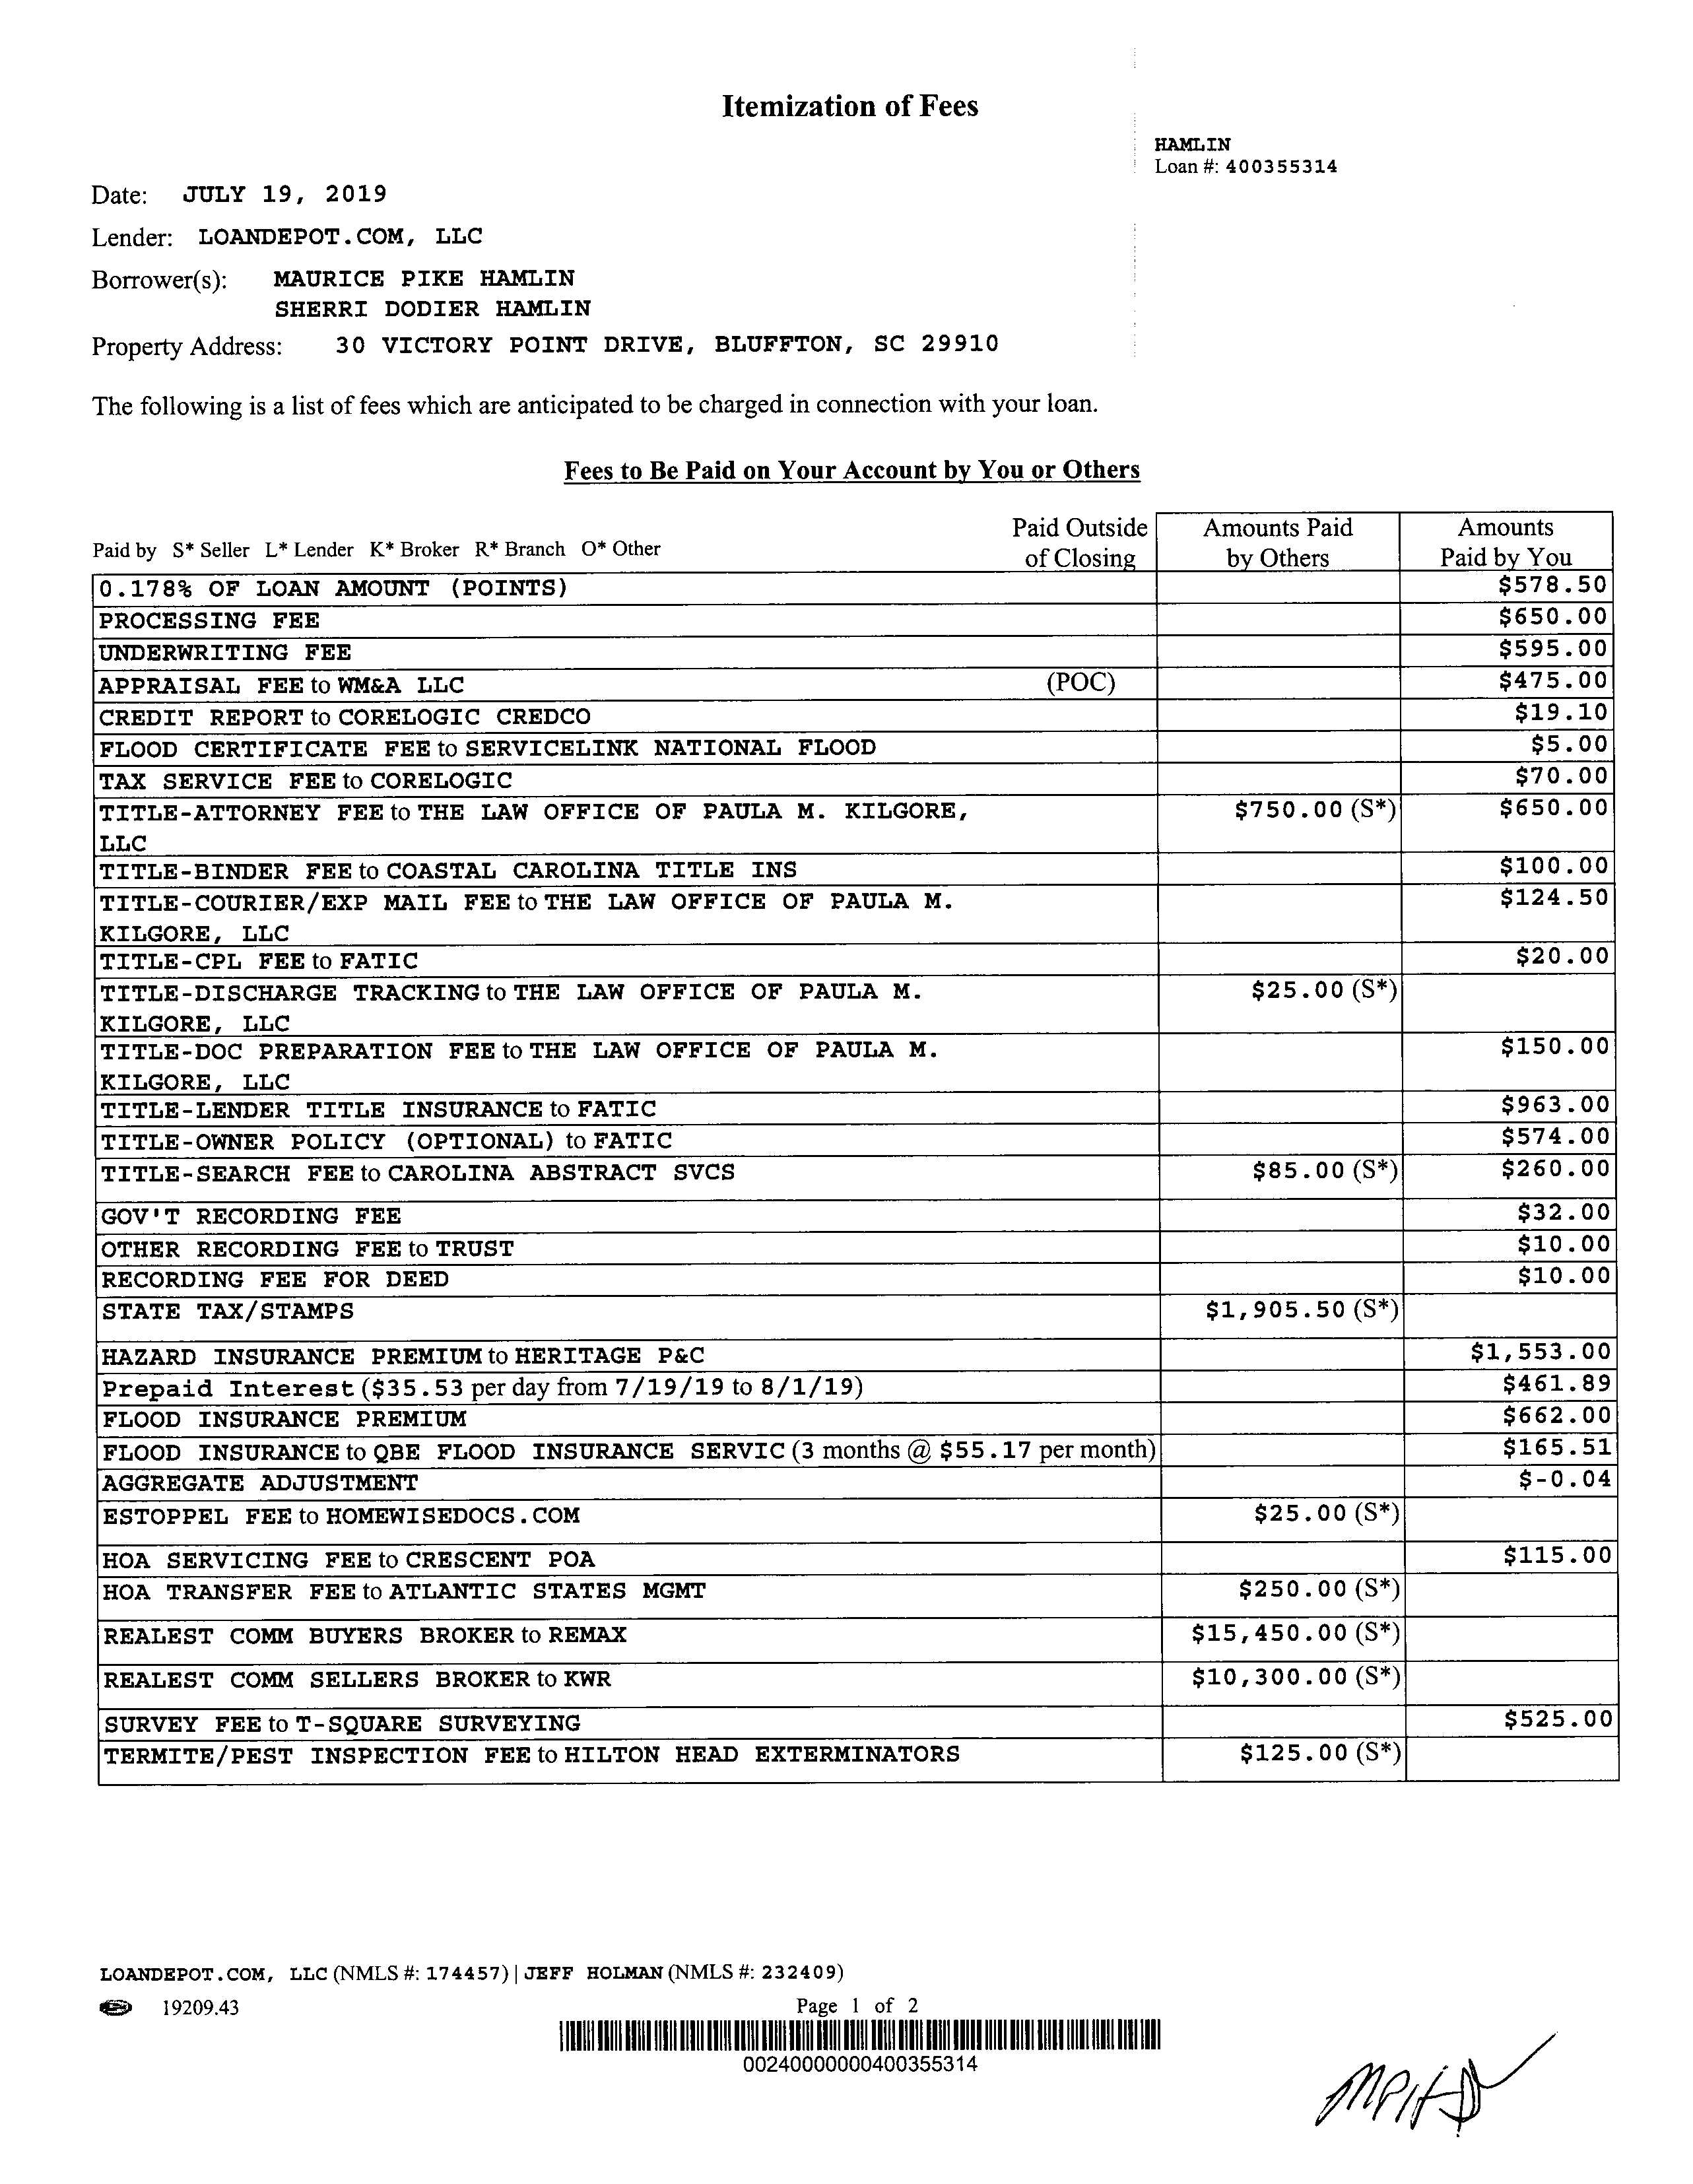 Itemization of Fees
HAMLIN
Loan #: 400355314
Date: JULY 19, 2019
Lender: LOANDEPOT.COM, LLC
Borrower(s): MAURICE PIKE HAMLIN
SHERRI DODIER HAMLIN
Property Address: 30 VICTORY POINT DRIVE, BLUFFTON, SC 29910
The following is a list of fees which are anticipated to be charged in connection with your loan.
Fees to Be Paid on Your Account by You or Others
Paid by S* Seller L* Lender K* Broker R* Branch O* Other
Paid Outside of Closing
Amounts Paid by Others
Amounts Paid by You
0.178% OF LOAN AMOUNT (POINTS) $578.50
PROCESSING FEE $650.00
UNDERWRITING FEE $595.00
APPRAISAL FEE to WM&A LLC (POC) $475.00
CREDIT REPORT to CORELOGIC CREDCO $19.10
FLOOD CERTIFICATE FEE to SERVICELINK NATIONAL FLOOD $5.00
TAX SERVICE FEE to CORELOGIC $70.00
TITLE-ATTORNEY FEE to THE LAW OFFICE OF PAULA M. KILGORE, $750.00 (S*) $650.00
LLC
TITLE-BINDER FEE to COASTAL CAROLINA TITLE INS $100.00
TITLE-COURIER/EXP MAIL FEE to THE LAW OFFICE OF PAULA M. $124.50
KILGORE, LLC
TITLE-CPL FEE to FATIC $20.00
TITLE-DISCHARGE TRACKING to THE LAW OFFICE OF PAULA M. $25.00 (S*)
KILGORE, LLC
TITLE-DOC PREPARATION FEE to THE LAW OFFICE OF PAULA M. $150.00
KILGORE, LLC
TITLE-LENDER TITLE INSURANCE to FATIC $963.00
TITLE-OWNER POLICY (OPTIONAL) to FATIC $574.00
TITLE-SEARCH FEE to CAROLINA ABSTRACT SVCS $85.00 (S*) $260.00
GOV'T RECORDING FEE $32.00
OTHER RECORDING FEE to TRUST $10.00
RECORDING FEE FOR DEED $10.00
STATE TAX/STAMPS $1,905.50 (S*)
HAZARD INSURANCE PREMIUM to HERITAGE P&C $1,553.00
Prepaid Interest ($35.53 per day from 7/19/19 to 8/1/19) $461.89
FLOOD INSURANCE PREMIUM $662.00
FLOOD INSURANCE to QBE FLOOD INSURANCE SERVIC (3 months @ $55.17 per month) $165.51
AGGREGATE ADJUSTMENT $-0.04
ESTOPPEL FEE to HOMEWISEDOCS.COM $25.00 (S*)
HOA SERVICING FEE to CRESCENT POA $115.00
HOA TRANSFER FEE to ATLANTIC STATES MGMT $250.00 (S*)
REALEST COMM BUYERS BROKER to REMAX $15,450.00 (S*)
REALEST COMM SELLERS BROKER to KWR $10,300.00 (S*)
SURVEY FEE to T-SQUARE SURVEYING $525.00
TERMITE/PEST INSPECTION FEE to HILTON HEAD EXTERMINATORS $125.00 (S*)
LOANDEPOT.COM, LLC (NMLS #: 174457) | JEFF HOLMAN (NMLS #: 232409)
19209.43
Page 1 of 2
00240000000400355314